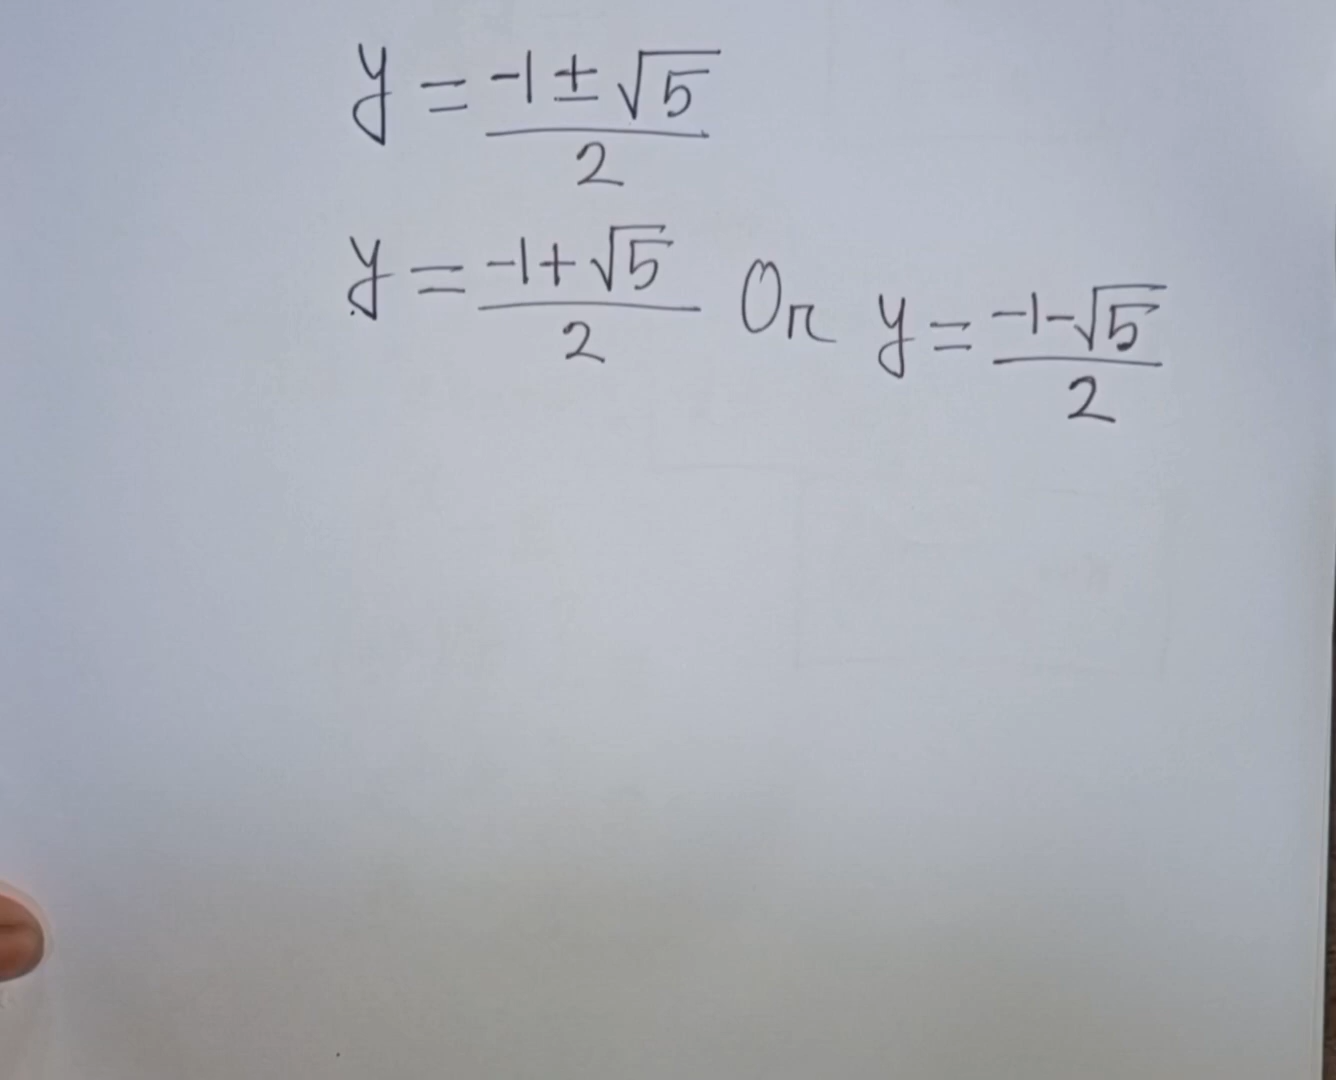 y = (-1 ± √5)/2
y = (-1 + √5)/2 Or y = (-1 - √5)/2